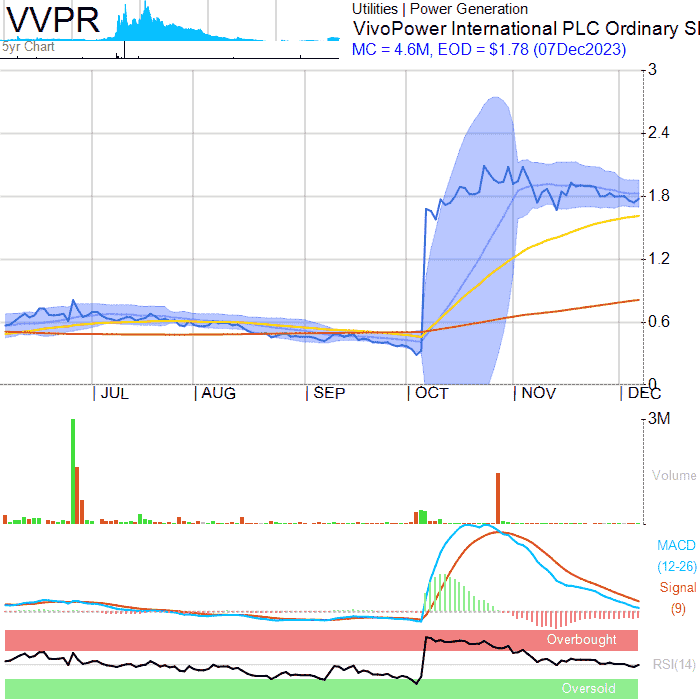 VVPR
5yr Chart
Utilities | Power Generation
VivoPower International PLC Ordinary S
MC = 4.6M, EOD = $1.78 (07Dec2023)
3
2.4
1.8
1.2
0.6
0
JUL
AUG
SEP
OCT
NOV
DEC
3M
Volume
MACD
(12-26)
Signal
(9)
Overbought
RSI(14)
Oversold